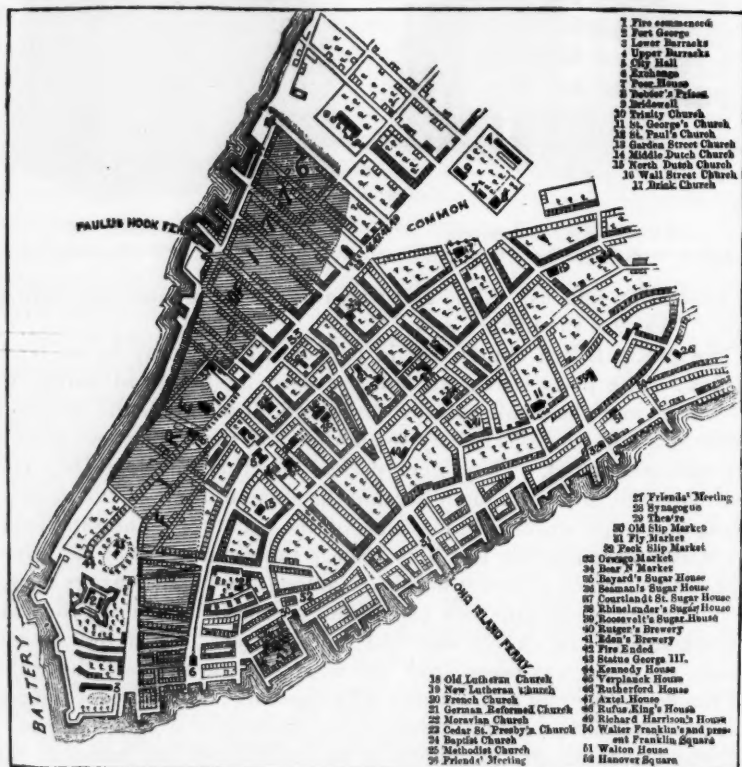 1 Fire commenced
2 Fort George
3 Lower Barracks
4 Upper Barracks
5 City Hall
6 Exchange
7 Poor House
8 Prison
9 Bridewell
10 Trinity Church
11 St. George's Church
12 St. Paul's Church
13 Garden Street Church
14 Middle Dutch Church
15 North Dutch Church
16 Wall Street Church
17 Brick Church
COMMON
PAULUS HOOK
FIRE OF 1776
BATTERY
LONG ISLAND FERRY
18 Old Lutheran Church
19 New Lutheran Church
20 French Church
21 German Reformed Church
22 Moravian Church
23 Cedar St. Presby'n Church
24 Baptist Church
25 Methodist Church
26 Friends' Meeting
27 Friends' Meeting
28 Synagogue
29 Theatre
30 Old Slip Market
31 Fly Market
32 Peck Slip Market
33 Oswego Market
34 Bear Market
35 Bayard's Sugar House
36 Seaman's Sugar House
37 Courtlandt St. Sugar House
38 Rhinelander's Sugar House
39 Roosevelt's Sugar House
40 Rutger's Brewery
41 Eden's Brewery
42 Fire Ended
43 Statue George III.
44 Kennedy House
45 Verplanck House
46 Rutherford House
47 Axtel House
48 Rufus King's House
49 Richard Harrison's House
50 Walter Franklin's and pres-
ent Franklin Square
51 Walton House
52 Hanover Square